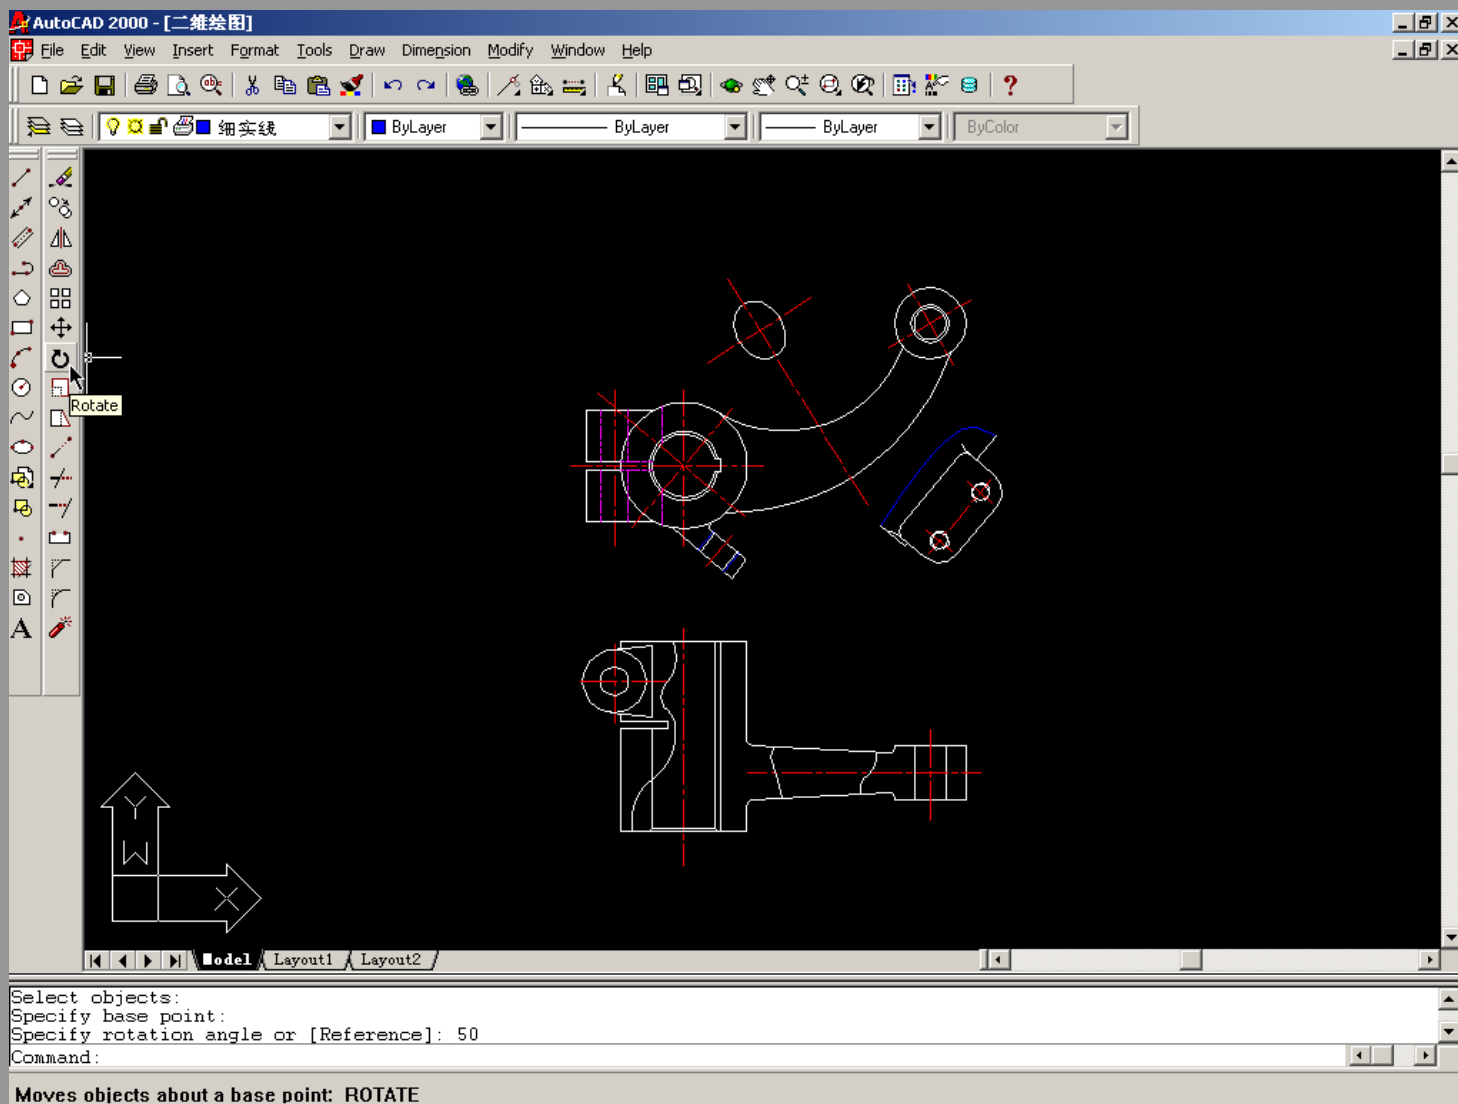 AutoCAD 2000 - [二维绘图]
File Edit View Insert Format Tools Draw Dimension Modify Window Help
细实线 ByLayer ByLayer ByLayer ByColor
Rotate
Y
W
X
Model Layout1 Layout2
Select objects:
Specify base point:
Specify rotation angle or [Reference]: 50
Command:
Moves objects about a base point: ROTATE